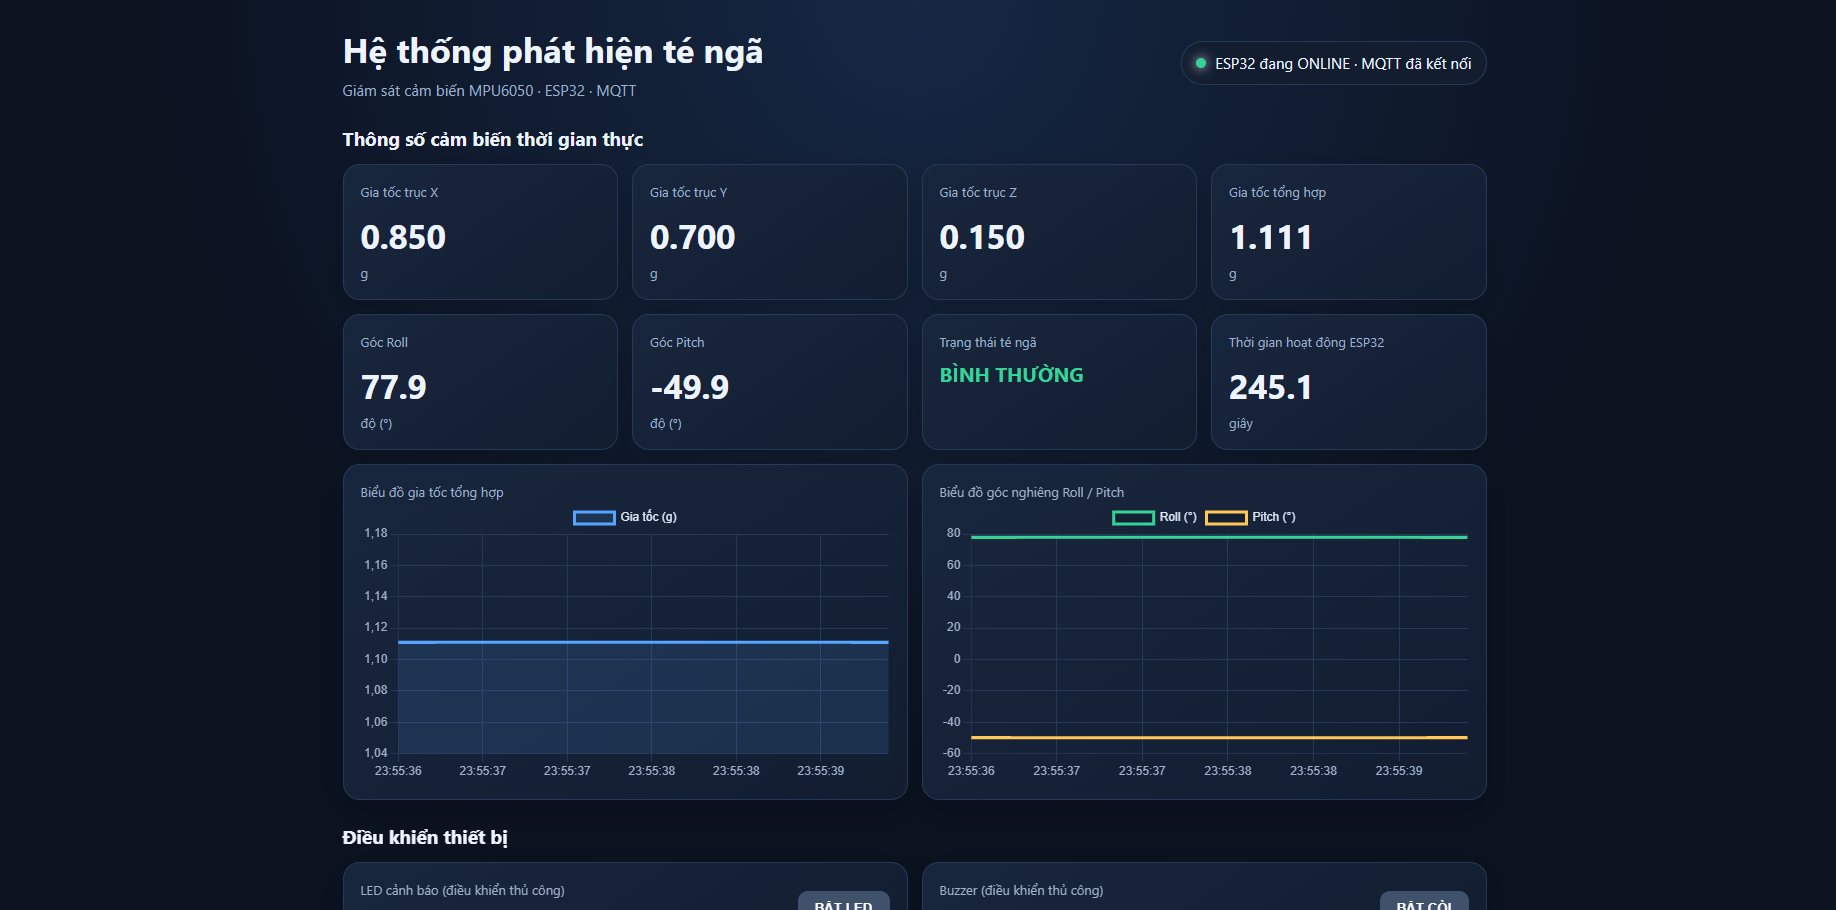 Hệ thống phát hiện té ngã
Giám sát cảm biến MPU6050 · ESP32 · MQTT
ESP32 đang ONLINE · MQTT đã kết nối
Thông số cảm biến thời gian thực
Gia tốc trục X
0.850
g
Gia tốc trục Y
0.700
g
Gia tốc trục Z
0.150
g
Gia tốc tổng hợp
1.111
g
Góc Roll
77.9
độ (°)
Góc Pitch
-49.9
độ (°)
Trạng thái té ngã
BÌNH THƯỜNG
Thời gian hoạt động ESP32
245.1
giây
Biểu đồ gia tốc tổng hợp
Gia tốc (g)
1,18
1,16
1,14
1,12
1,10
1,08
1,06
1,04
23:55:36 23:55:37 23:55:37 23:55:38 23:55:38 23:55:39
Biểu đồ góc nghiêng Roll / Pitch
Roll (°) Pitch (°)
80
60
40
20
0
-20
-40
-60
23:55:36 23:55:37 23:55:37 23:55:38 23:55:38 23:55:39
Điều khiển thiết bị
LED cảnh báo (điều khiển thủ công)
BẬT LED
Buzzer (điều khiển thủ công)
BẬT CÒI